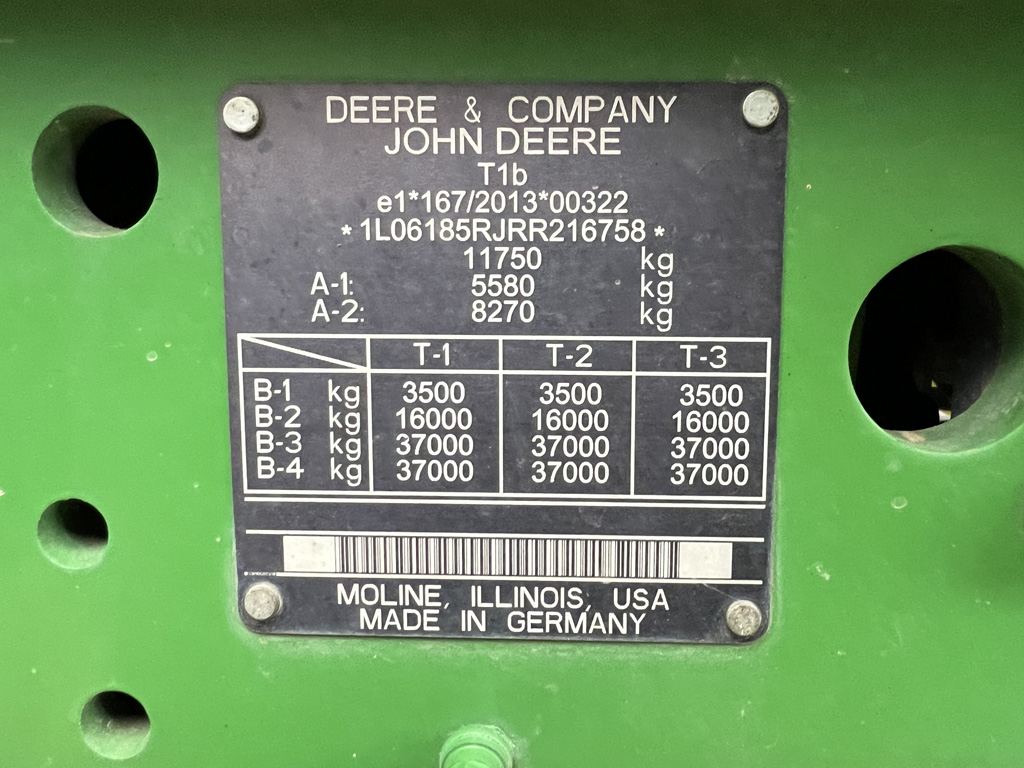 DEERE & COMPANY
JOHN DEERE
T1b
e1*167/2013*00322
*1L06185RJRR216758*
11750 kg
A-1: 5580 kg
A-2: 8270 kg
T-1 T-2 T-3
B-1 kg 3500 3500 3500
B-2 kg 16000 16000 16000
B-3 kg 37000 37000 37000
B-4 kg 37000 37000 37000
MOLINE, ILLINOIS, USA
MADE IN GERMANY